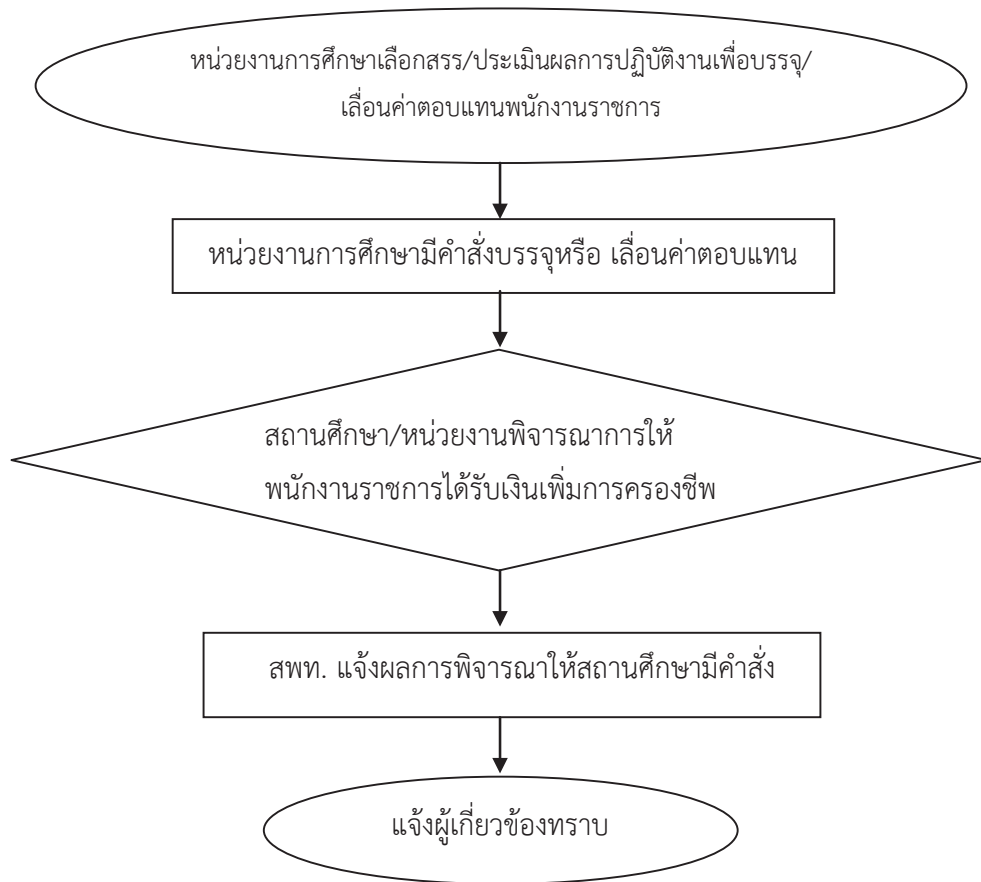 หน่วยงานการศึกษาเลือกสรร/ประเมินผลการปฏิบัติงานเพื่อบรรจุ/
เลื่อนค่าตอบแทนพนักงานราชการ
หน่วยงานการศึกษามีคำสั่งบรรจุหรือ เลื่อนค่าตอบแทน
สถานศึกษา/หน่วยงานพิจารณาการให้
พนักงานราชการได้รับเงินเพิ่มการครองชีพ
สพท. แจ้งผลการพิจารณาให้สถานศึกษามีคำสั่ง
แจ้งผู้เกี่ยวข้องทราบ